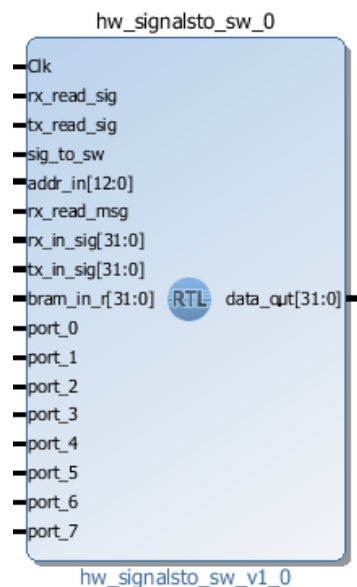 hw_signalsto_sw_0
Clk
rx_read_sig
tx_read_sig
sig_to_sw
addr_in[12:0]
rx_read_msg
rx_in_sig[31:0]
tx_in_sig[31:0]
bram_in_r[31:0] RTL data_out[31:0]
port_0
port_1
port_2
port_3
port_4
port_5
port_6
port_7
hw_signalsto_sw_v1_0